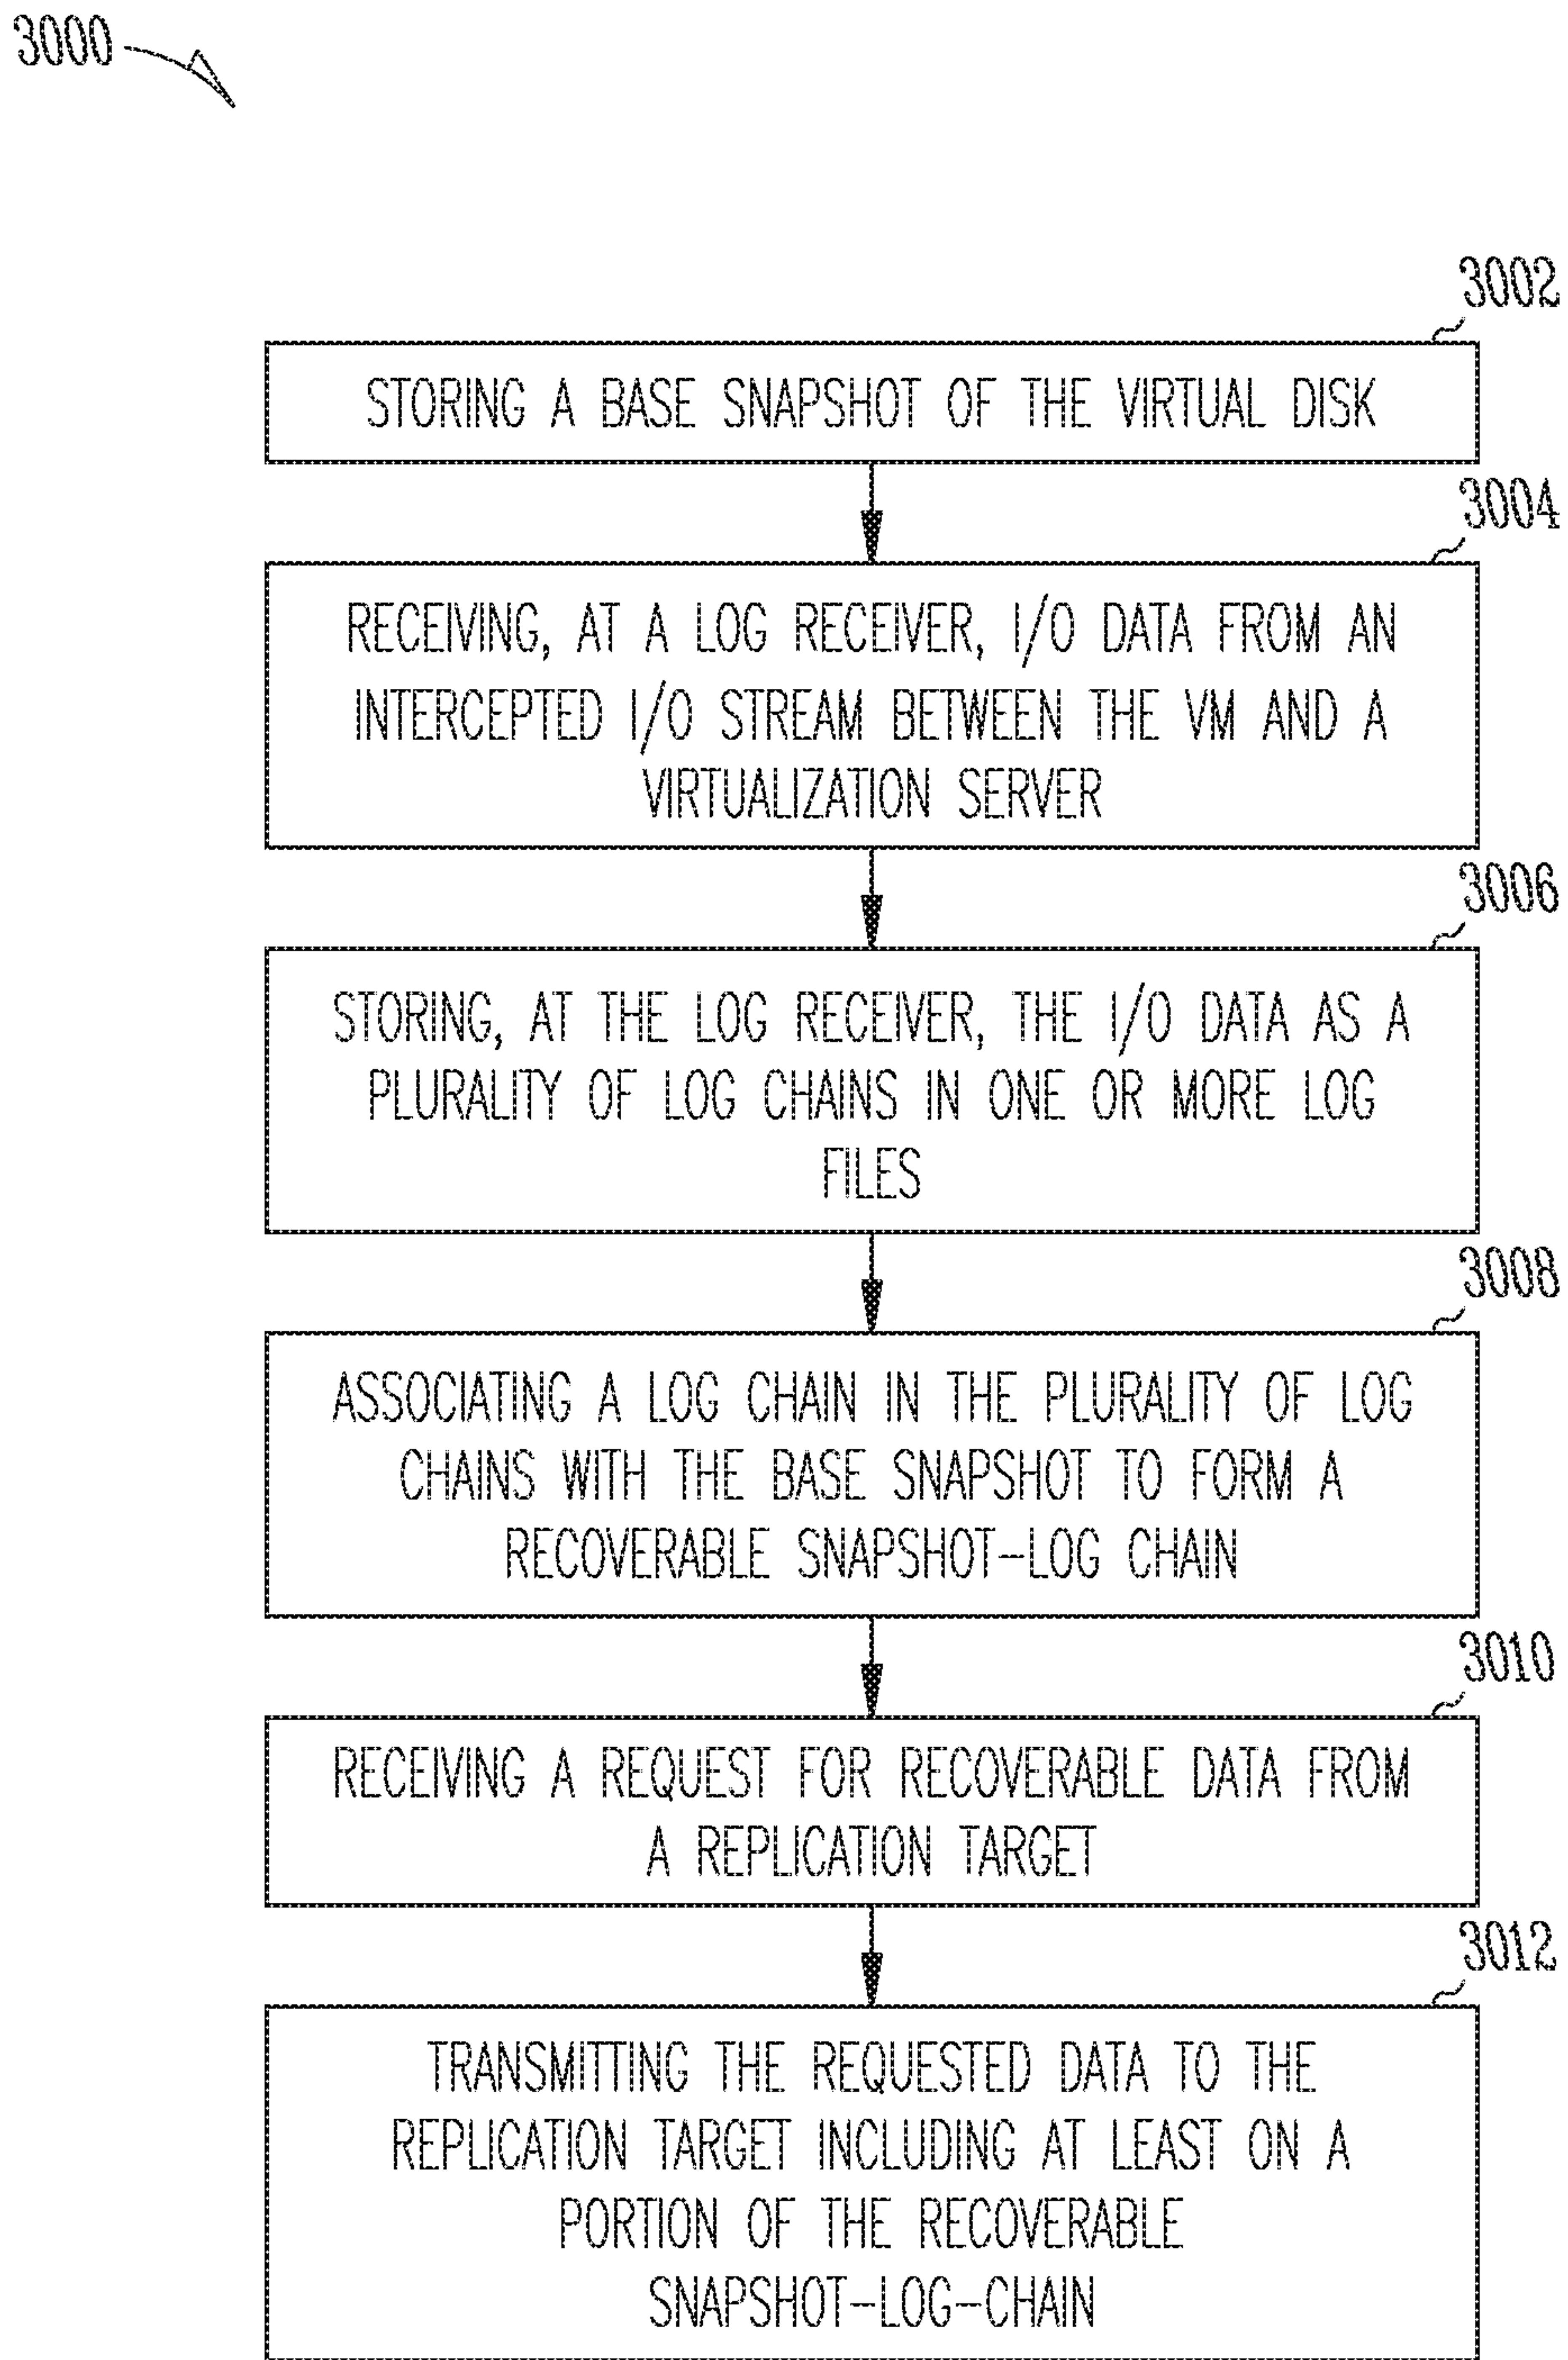 3000
3002
STORING A BASE SNAPSHOT OF THE VIRTUAL DISK
3004
RECEIVING, AT A LOG RECEIVER, I/O DATA FROM AN
INTERCEPTED I/O STREAM BETWEEN THE VM AND A
VIRTUALIZATION SERVER
3006
STORING, AT THE LOG RECEIVER, THE I/O DATA AS A
PLURALITY OF LOG CHAINS IN ONE OR MORE LOG
FILES
3008
ASSOCIATING A LOG CHAIN IN THE PLURALITY OF LOG
CHAINS WITH THE BASE SNAPSHOT TO FORM A
RECOVERABLE SNAPSHOT-LOG CHAIN
3010
RECEIVING A REQUEST FOR RECOVERABLE DATA FROM
A REPLICATION TARGET
3012
TRANSMITTING THE REQUESTED DATA TO THE
REPLICATION TARGET INCLUDING AT LEAST ON A
PORTION OF THE RECOVERABLE
SNAPSHOT-LOG-CHAIN